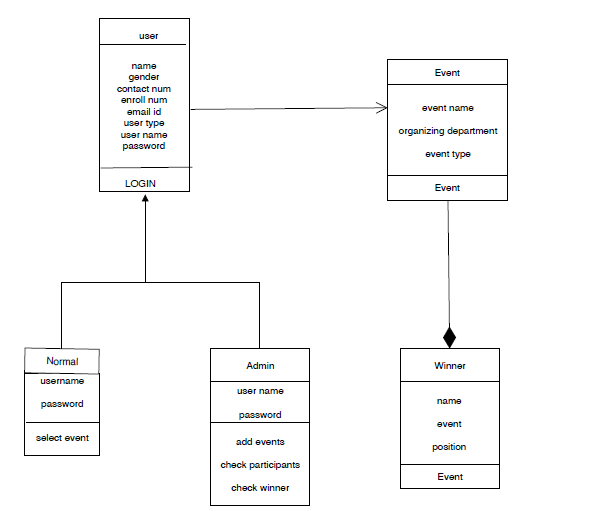 user
name
gender
contact num
enroll num
email id
user type
user name
password
LOGIN
Event
event name
organizing department
event type
Event
Normal
username
password
select event
Admin
user name
password
add events
check participants
check winner
Winner
name
event
position
Event